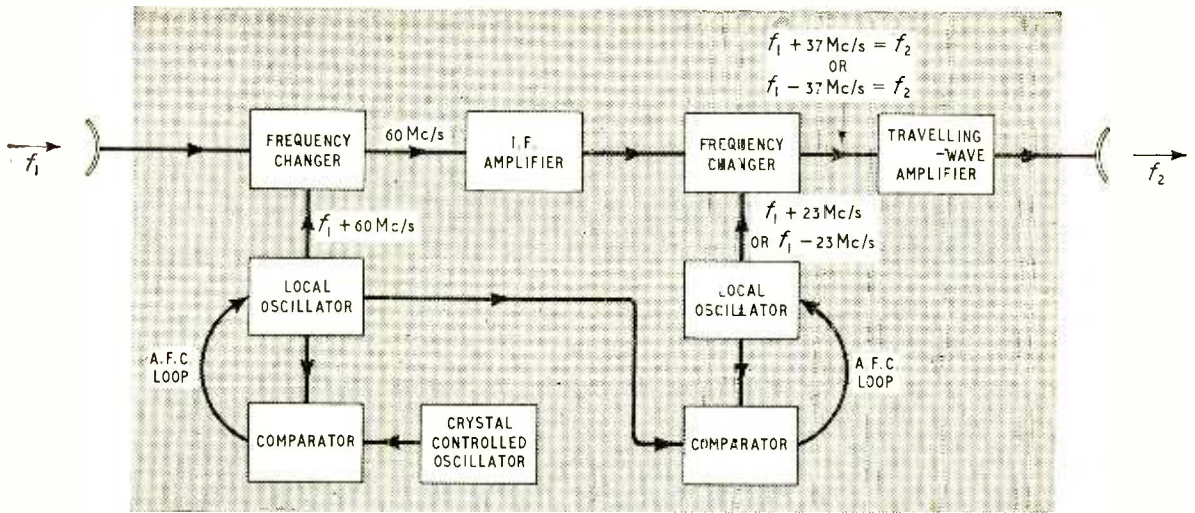 f₁ + 37 Mc/s = f₂
OR
f₁ − 37 Mc/s = f₂
f₁
FREQUENCY
CHANGER
60 Mc/s
I.F.
AMPLIFIER
FREQUENCY
CHANGER
TRAVELLING
-WAVE
AMPLIFIER
f₂
f₁ + 60 Mc/s
f₁ + 23 Mc/s
OR f₁ − 23 Mc/s
LOCAL
OSCILLATOR
LOCAL
OSCILLATOR
A.F.C.
LOOP
A.F.C.
LOOP
COMPARATOR
CRYSTAL
CONTROLLED
OSCILLATOR
COMPARATOR